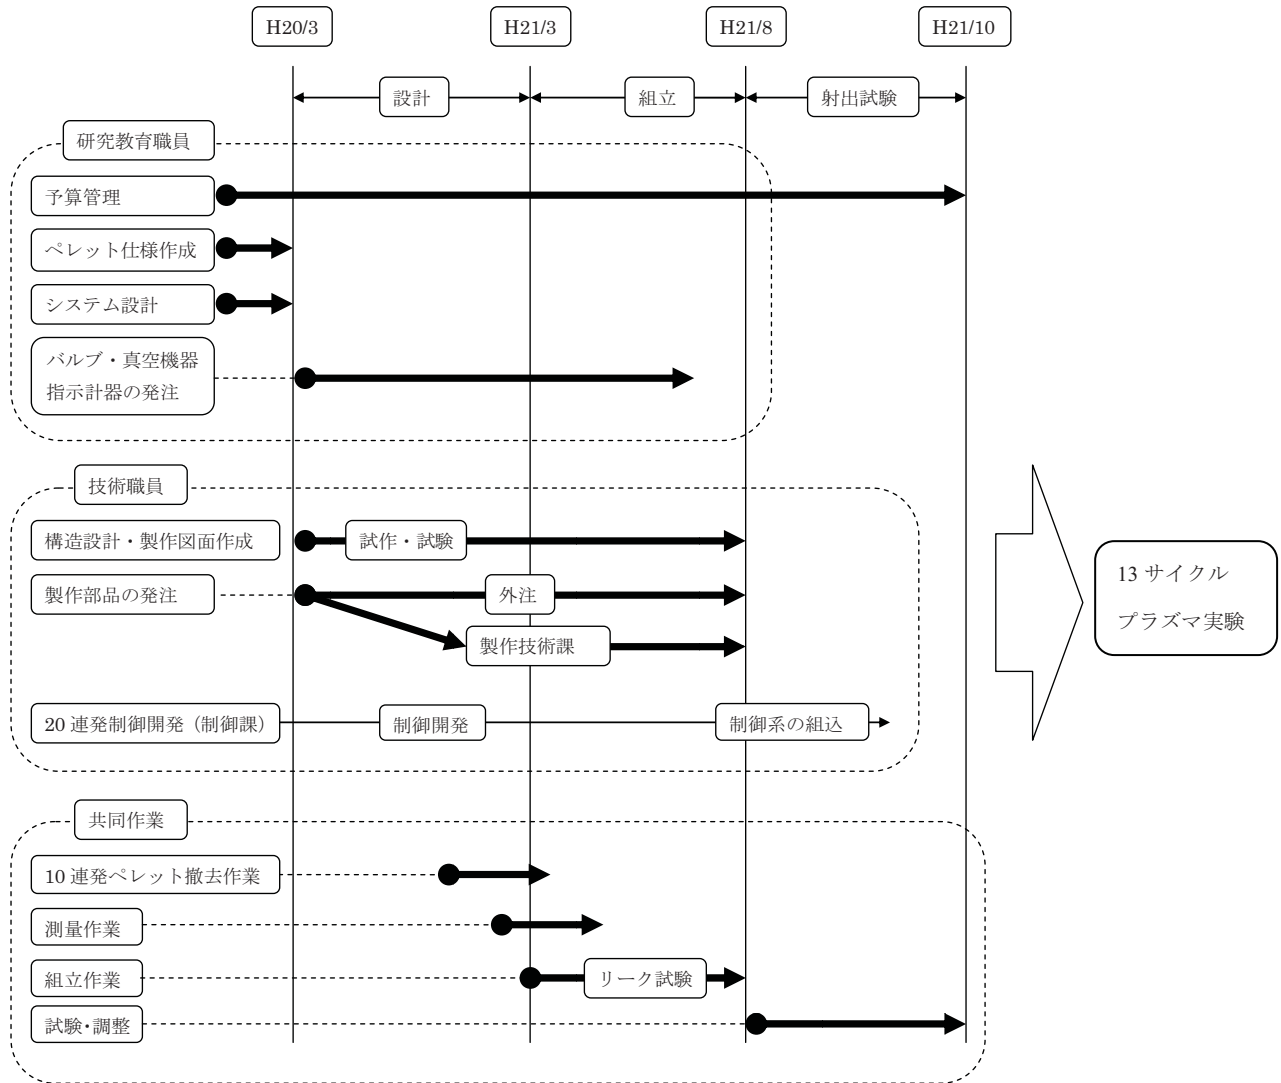 H20/3
H21/3
H21/8
H21/10
設計
組立
射出試験
研究教育職員
予算管理
ペレット仕様作成
システム設計
バルブ・真空機器
指示計器の発注
技術職員
構造設計・製作図面作成
試作・試験
製作部品の発注
外注
製作技術課
20 連発制御開発（制御課）
制御開発
制御系の組込
13 サイクル
プラズマ実験
共同作業
10 連発ペレット撤去作業
測量作業
組立作業
リーク試験
試験・調整